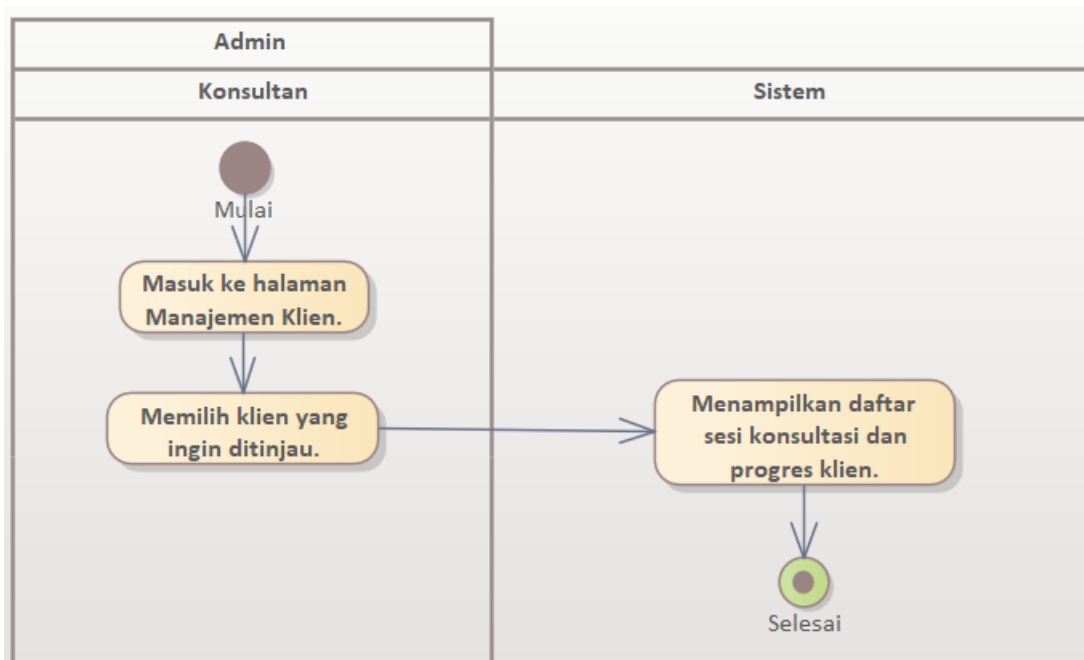 Admin
Konsultan
Sistem
Mulai
Masuk ke halaman
Manajemen Klien.
Memilih klien yang
ingin ditinjau.
Menampilkan daftar
sesi konsultasi dan
progres klien.
Selesai